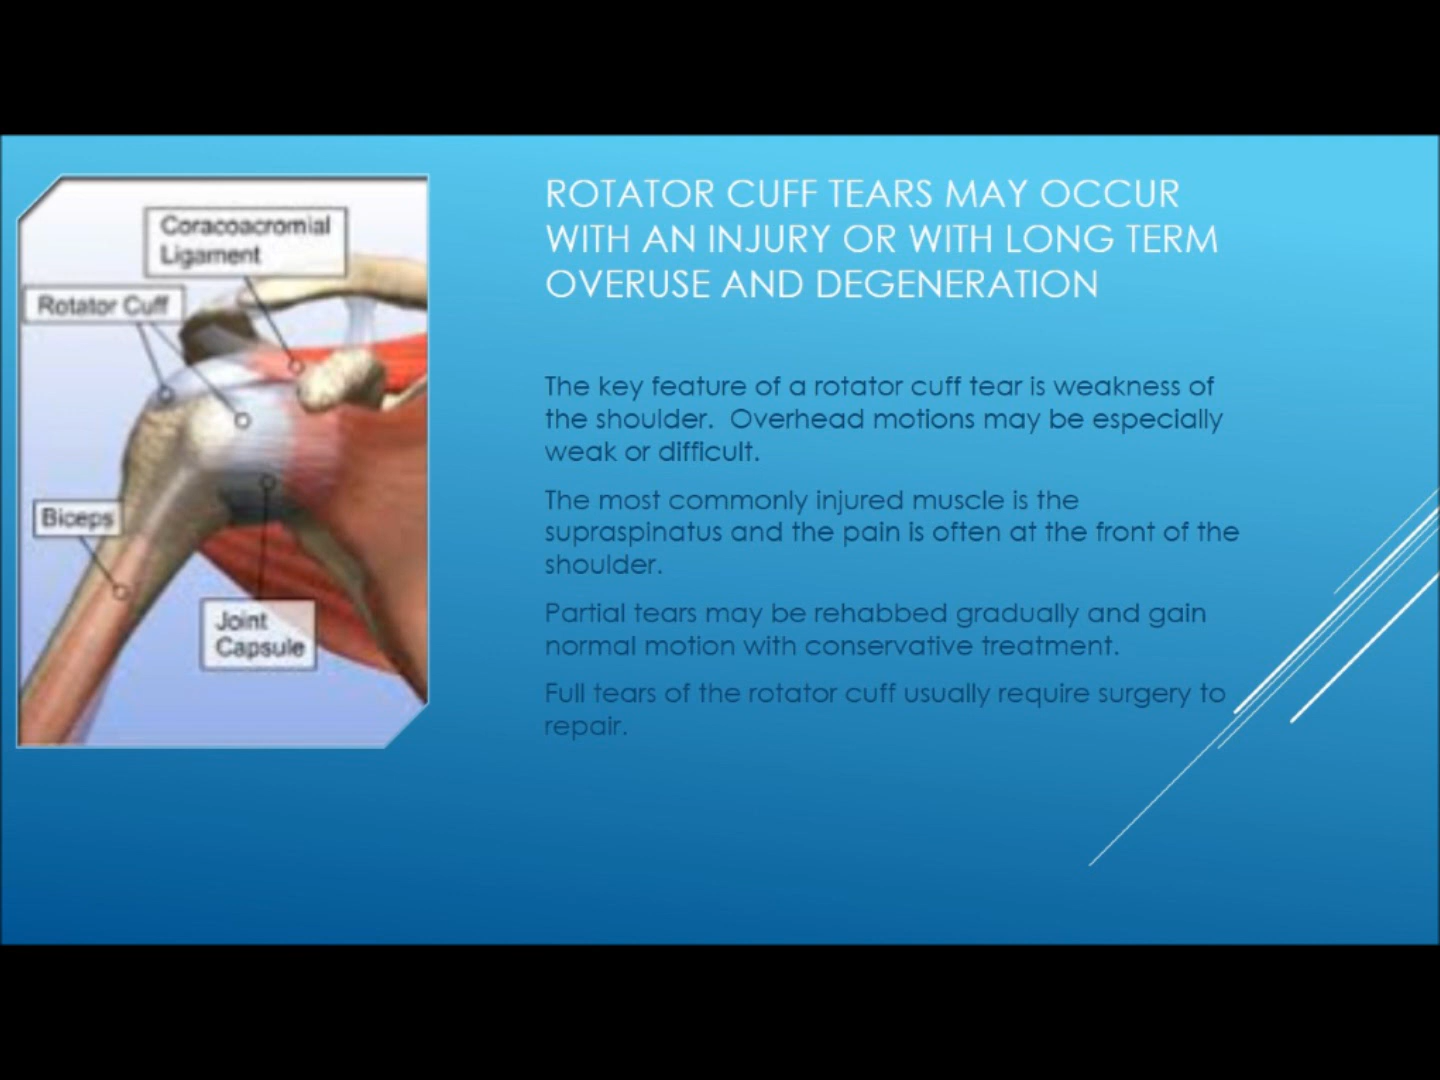 Coracoacromial
Ligament
Rotator Cuff
Biceps
Joint
Capsule
ROTATOR CUFF TEARS MAY OCCUR
WITH AN INJURY OR WITH LONG TERM
OVERUSE AND DEGENERATION
The key feature of a rotator cuff tear is weakness of
the shoulder.  Overhead motions may be especially
weak or difficult.
The most commonly injured muscle is the
supraspinatus and the pain is often at the front of the
shoulder.
Partial tears may be rehabbed gradually and gain
normal motion with conservative treatment.
Full tears of the rotator cuff usually require surgery to
repair.